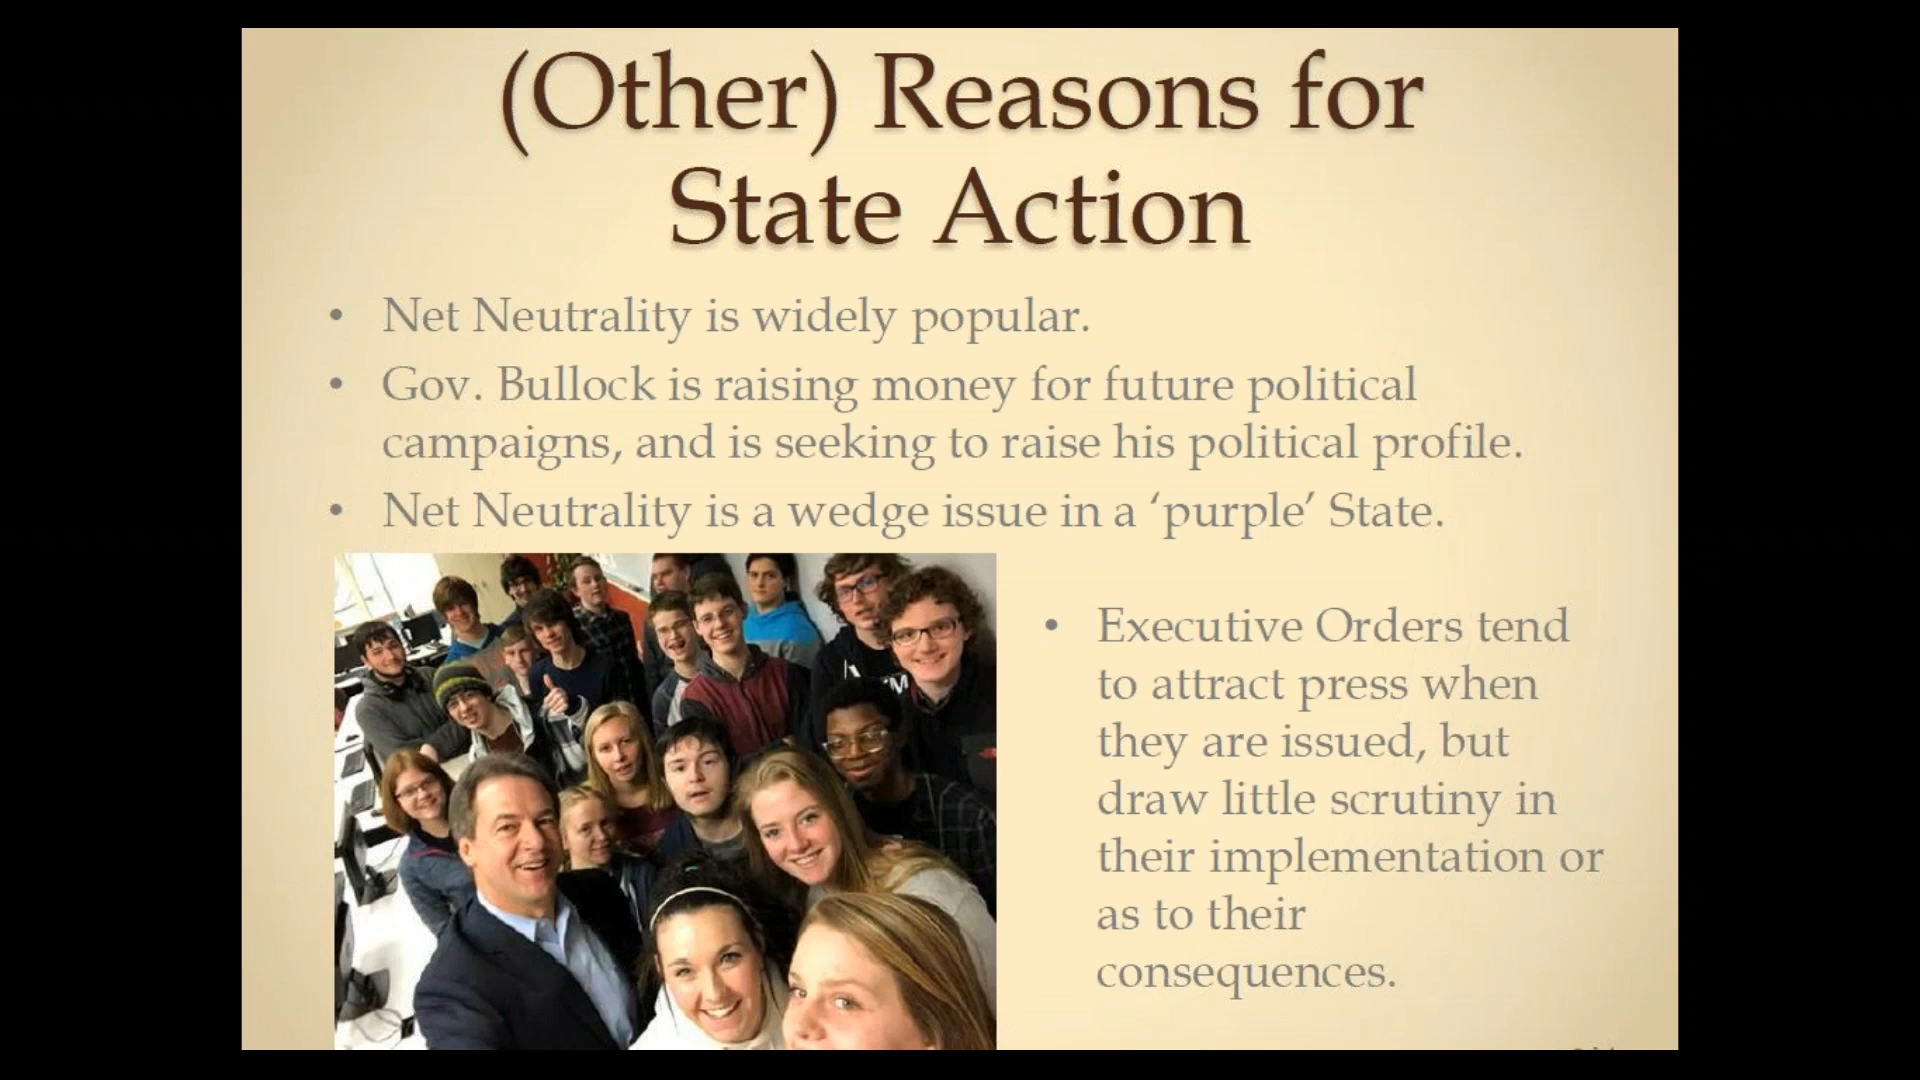 (Other) Reasons for
State Action
• Net Neutrality is widely popular.
• Gov. Bullock is raising money for future political
campaigns, and is seeking to raise his political profile.
• Net Neutrality is a wedge issue in a ‘purple’ State.
• Executive Orders tend
to attract press when
they are issued, but
draw little scrutiny in
their implementation or
as to their
consequences.